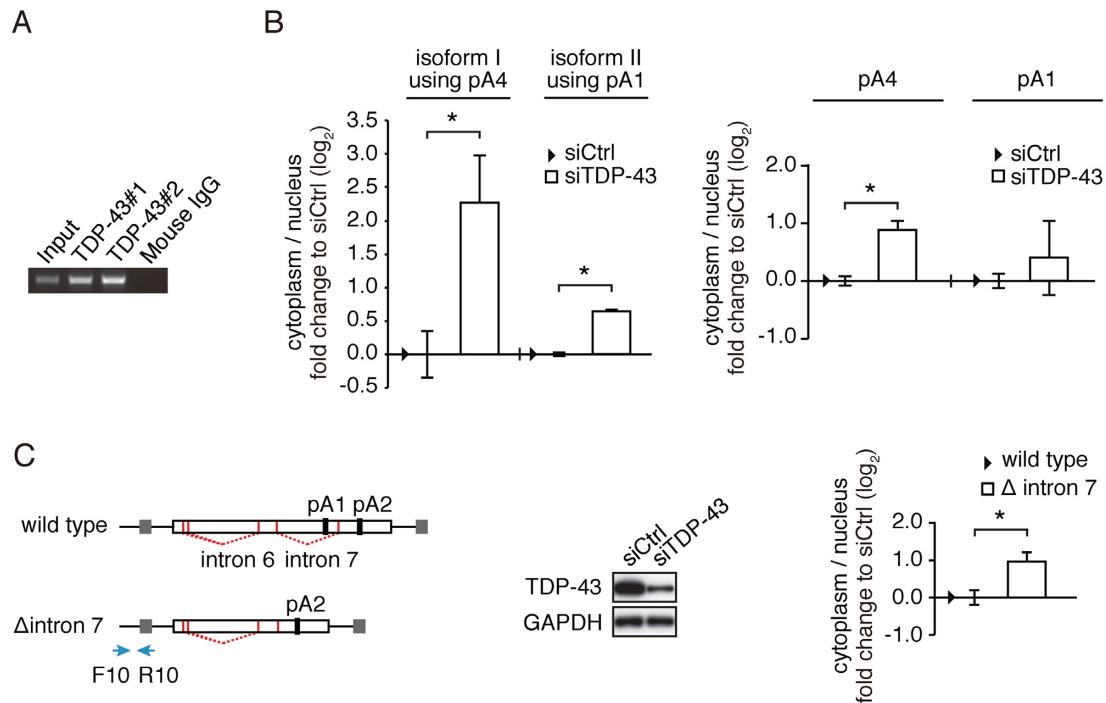 A
Input
TDP-43#1
TDP-43#2
Mouse IgG
B
isoform I
using pA4
isoform II
using pA1
cytoplasm / nucleus
fold change to siCtrl (log2)
3.5
3.0
2.5
2.0
1.5
1.0
0.5
0.0
-0.5
*
*
siCtrl
siTDP-43
pA4
pA1
cytoplasm / nucleus
fold change to siCtrl (log2)
2.0
1.0
0.0
-1.0
*
siCtrl
siTDP-43
C
wild type
pA1 pA2
intron 6 intron 7
Δintron 7
pA2
F10 R10
siCtrl
siTDP-43
TDP-43
GAPDH
cytoplasm / nucleus
fold change to siCtrl (log2)
wild type
Δ intron 7
2.0
1.0
0.0
-1.0
*